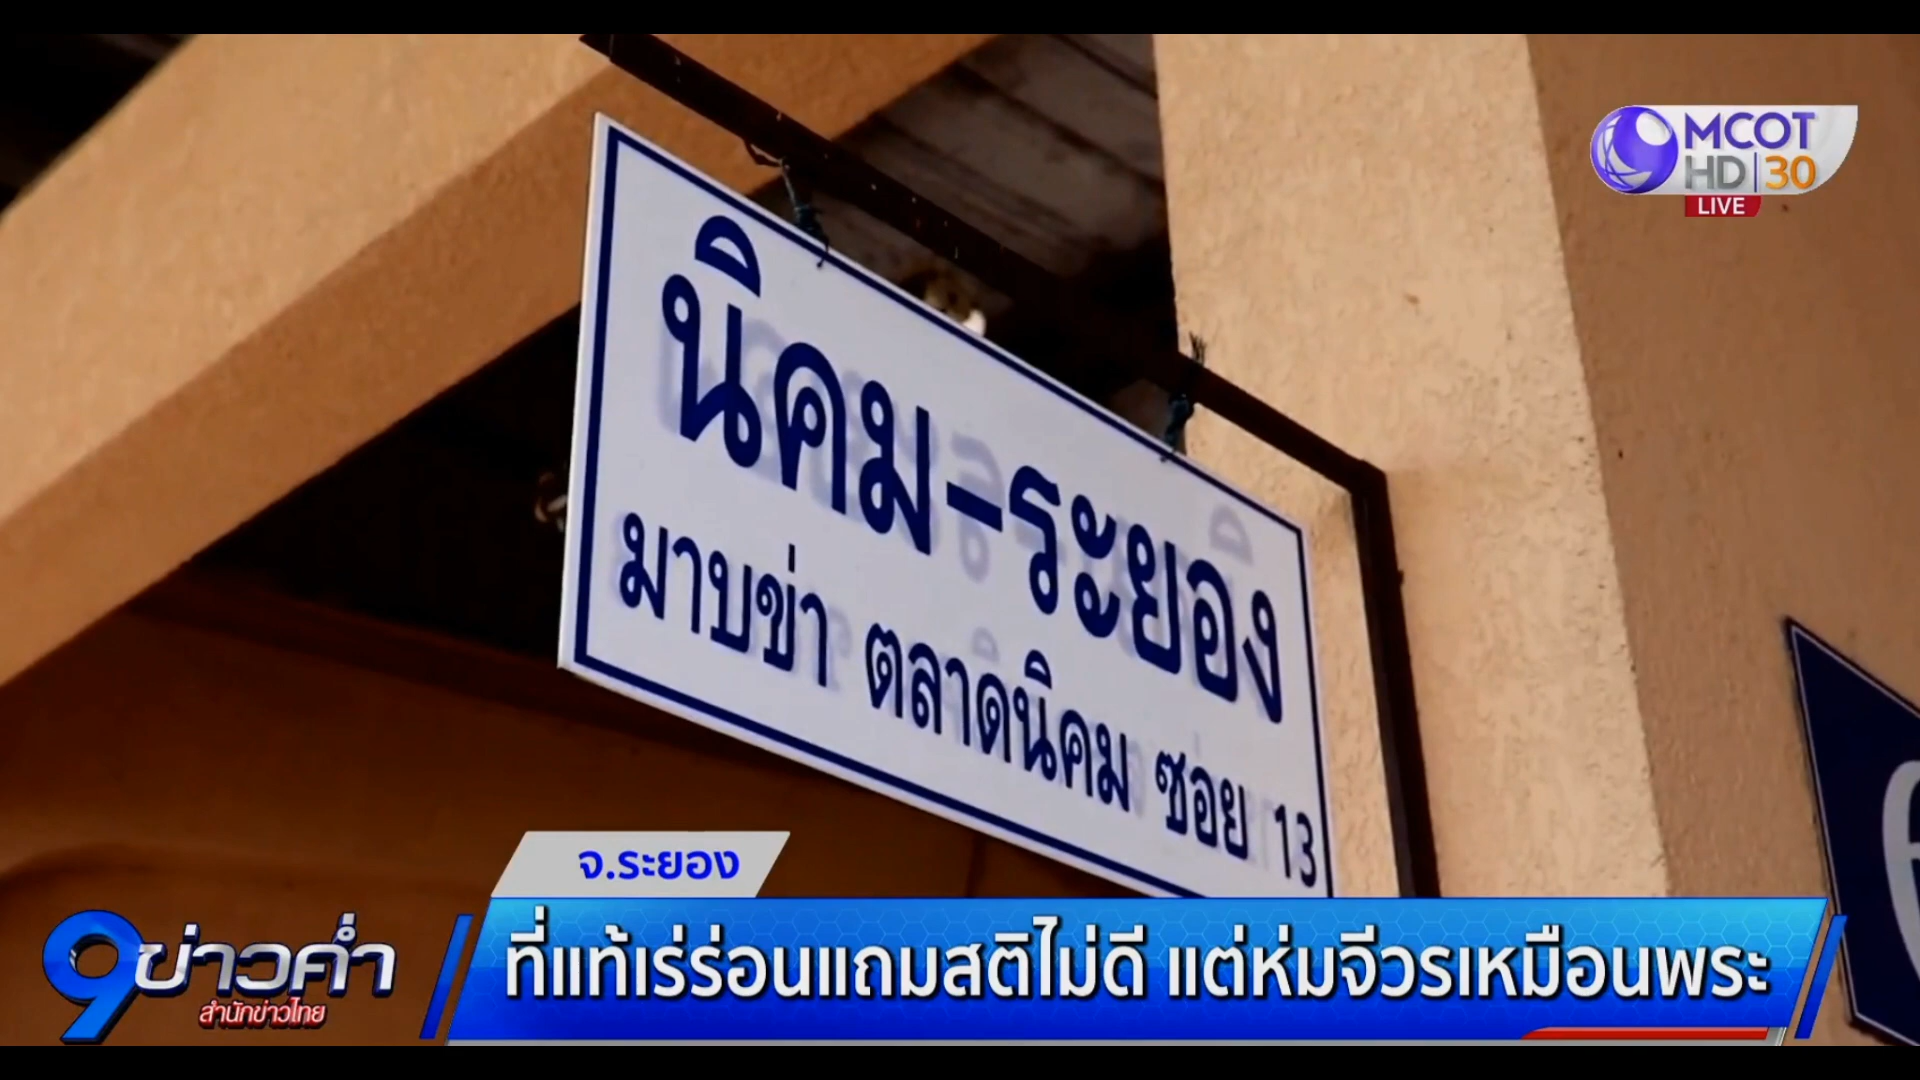 MCOT
HD 30
LIVE
นิคม-ระยอง
มาบข่า ตลาดนิคม ซอย 13
จ.ระยอง
9ข่าวค่ำ
สำนักข่าวไทย
ที่แท้เร่ร่อนแถมสติไม่ดี แต่ห่มจีวรเหมือนพระ